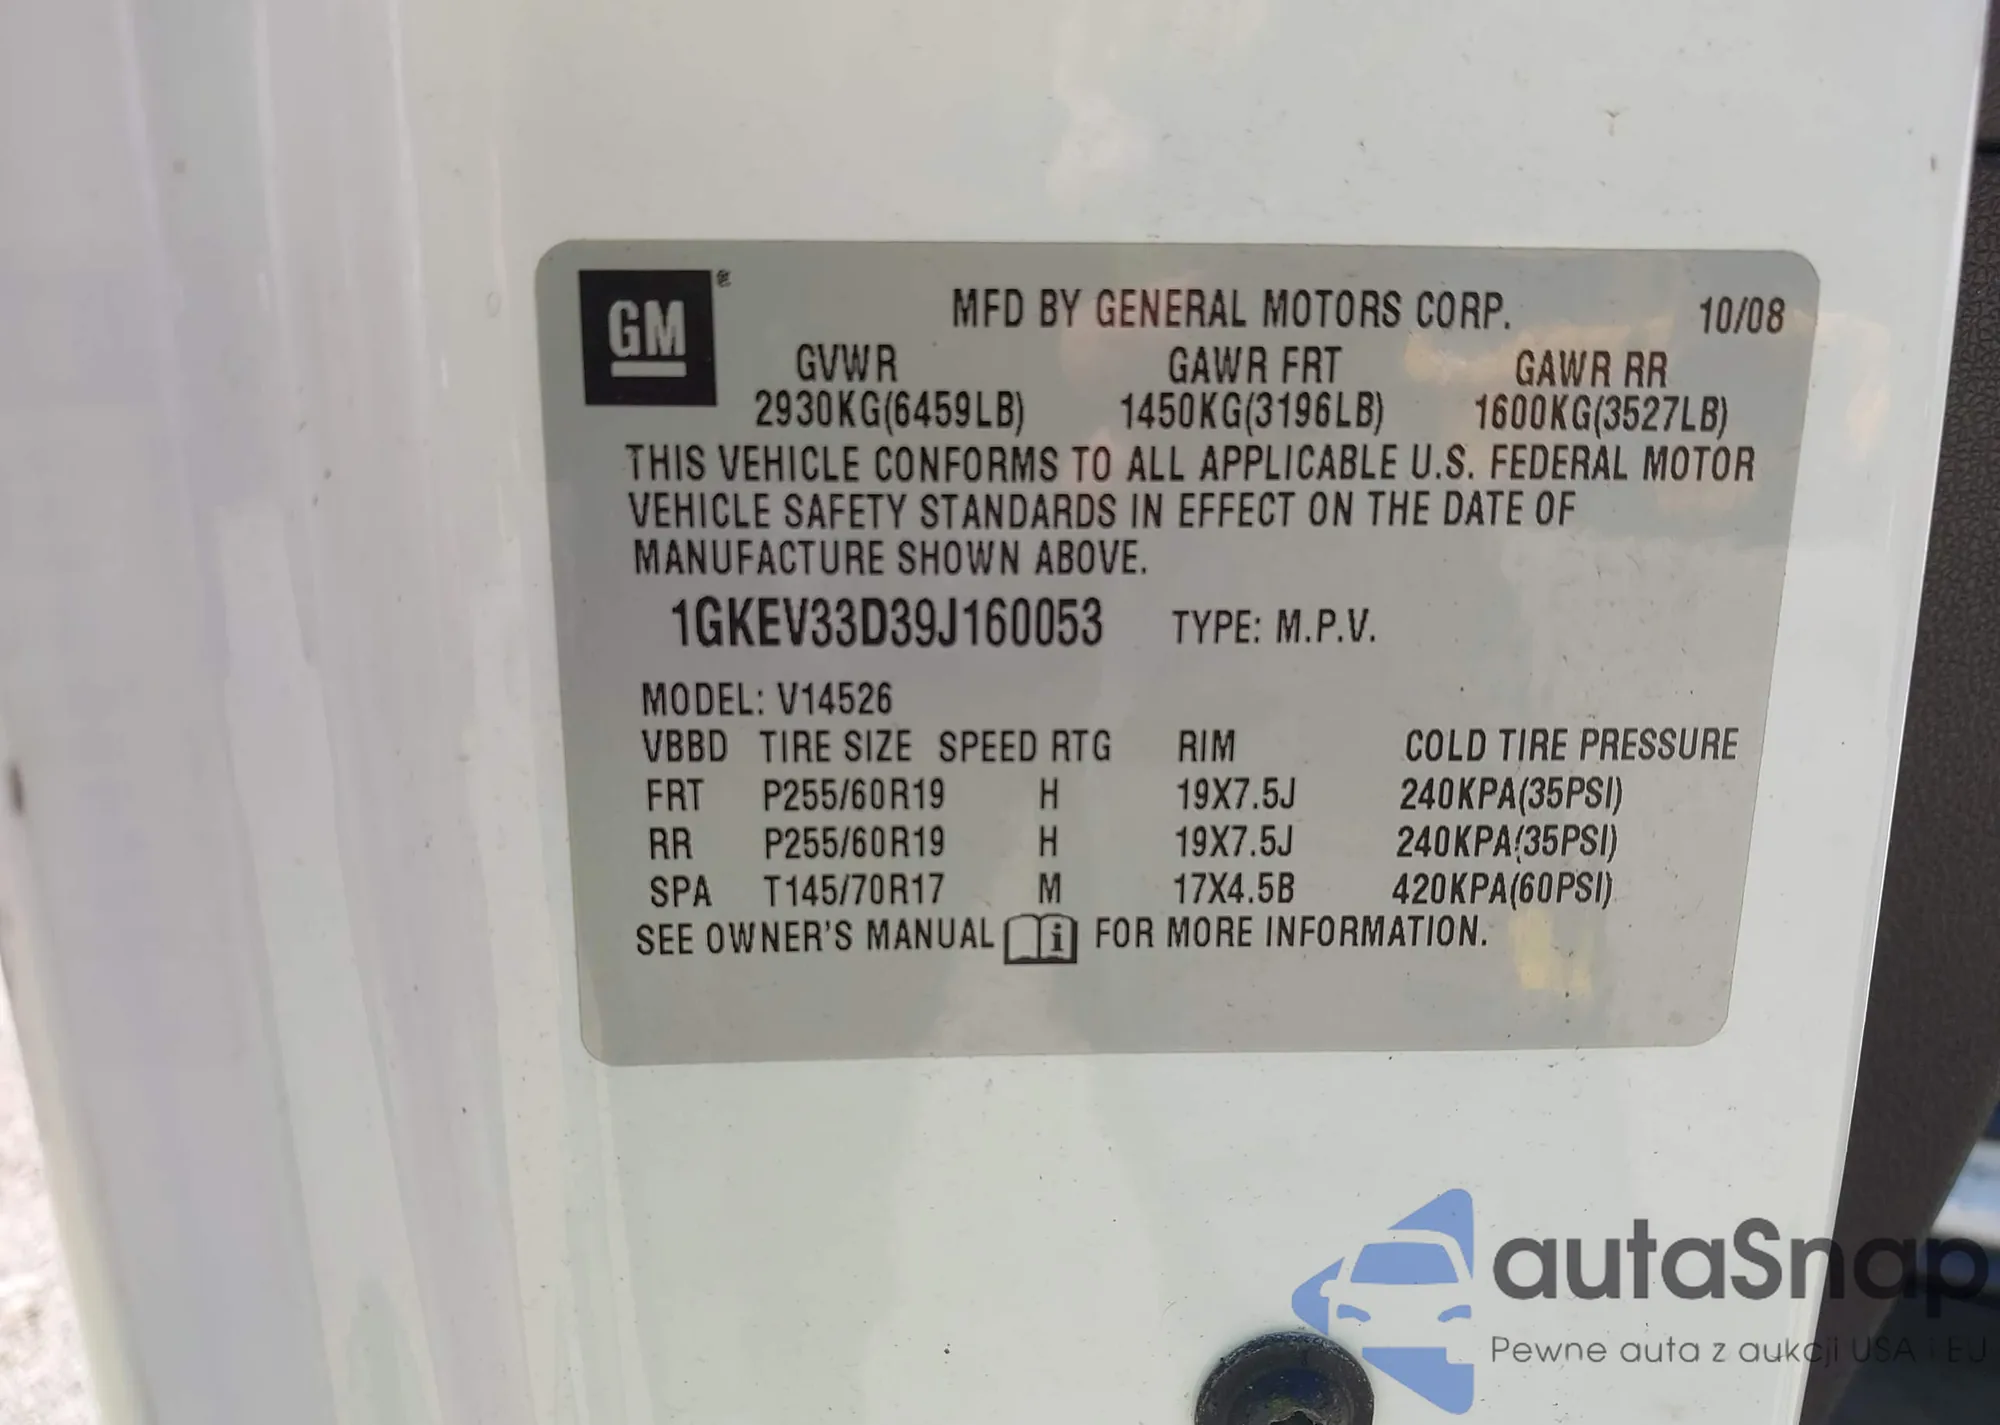 GM®
MFD BY GENERAL MOTORS CORP. 10/08
GVWR GAWR FRT GAWR RR
2930KG(6459LB) 1450KG(3196LB) 1600KG(3527LB)
THIS VEHICLE CONFORMS TO ALL APPLICABLE U.S. FEDERAL MOTOR
VEHICLE SAFETY STANDARDS IN EFFECT ON THE DATE OF
MANUFACTURE SHOWN ABOVE.
1GKEV33D39J160053 TYPE: M.P.V.
MODEL: V14526
VBBD TIRE SIZE SPEED RTG RIM COLD TIRE PRESSURE
FRT P255/60R19 H 19X7.5J 240KPA(35PSI)
RR P255/60R19 H 19X7.5J 240KPA(35PSI)
SPA T145/70R17 M 17X4.5B 420KPA(60PSI)
SEE OWNER'S MANUAL i FOR MORE INFORMATION.
autaSnap
Pewne auta z aukcji USA i EU